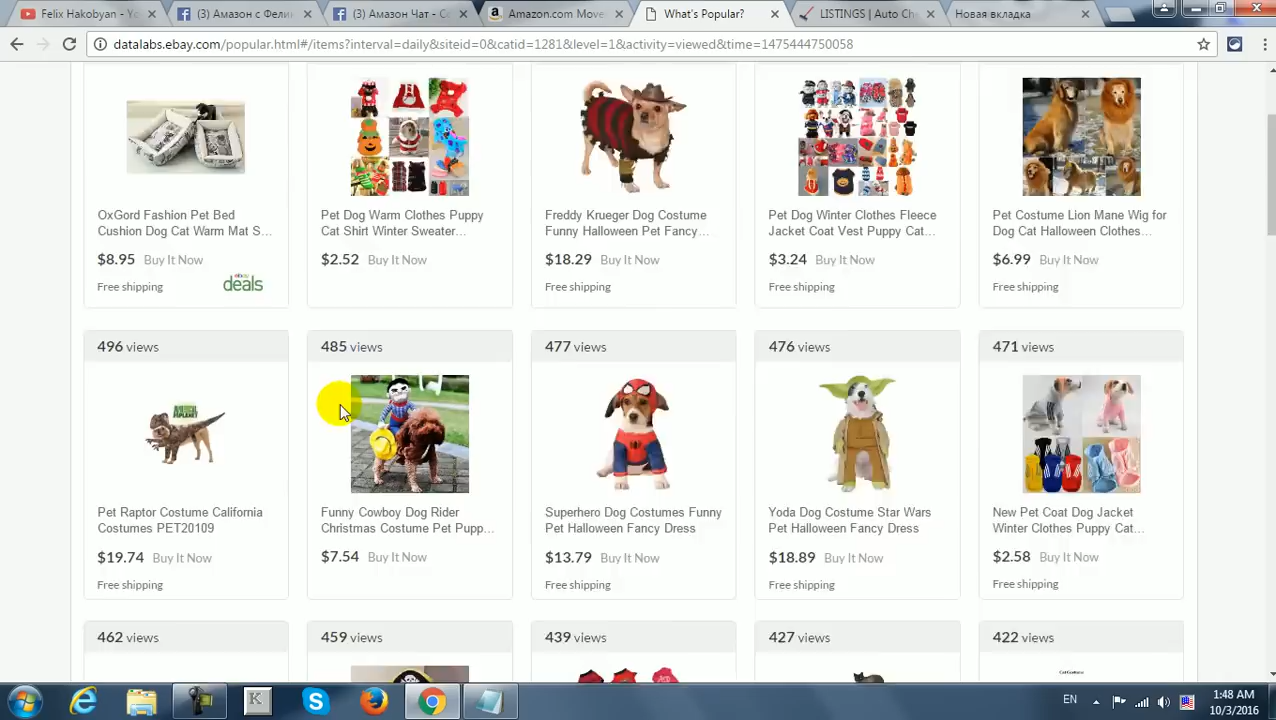 Felix Hakobyan - Yo
(3) Амазон с Фелик
(3) Амазон Чат - С
Amazon.com Move
What's Popular?
LISTINGS | Auto Ch
Новая вкладка
datalabs.ebay.com/popular.html#/items?interval=daily&siteid=0&catid=1281&level=1&activity=viewed&time=1475444750058
OxGord Fashion Pet Bed
Cushion Dog Cat Warm Mat S...
$8.95 Buy It Now
Free shipping
ebay
deals
Pet Dog Warm Clothes Puppy
Cat Shirt Winter Sweater...
$2.52 Buy It Now
Freddy Krueger Dog Costume
Funny Halloween Pet Fancy...
$18.29 Buy It Now
Free shipping
Pet Dog Winter Clothes Fleece
Jacket Coat Vest Puppy Cat...
$3.24 Buy It Now
Free shipping
Pet Costume Lion Mane Wig for
Dog Cat Halloween Clothes...
$6.99 Buy It Now
Free shipping
496 views
Pet Raptor Costume California
Costumes PET20109
$19.74 Buy It Now
Free shipping
485 views
Funny Cowboy Dog Rider
Christmas Costume Pet Pupp...
$7.54 Buy It Now
477 views
Superhero Dog Costumes Funny
Pet Halloween Fancy Dress
$13.79 Buy It Now
Free shipping
476 views
Yoda Dog Costume Star Wars
Pet Halloween Fancy Dress
$18.89 Buy It Now
Free shipping
471 views
New Pet Coat Dog Jacket
Winter Clothes Puppy Cat...
$2.58 Buy It Now
Free shipping
462 views
459 views
439 views
427 views
422 views
EN
1:48 AM
10/3/2016